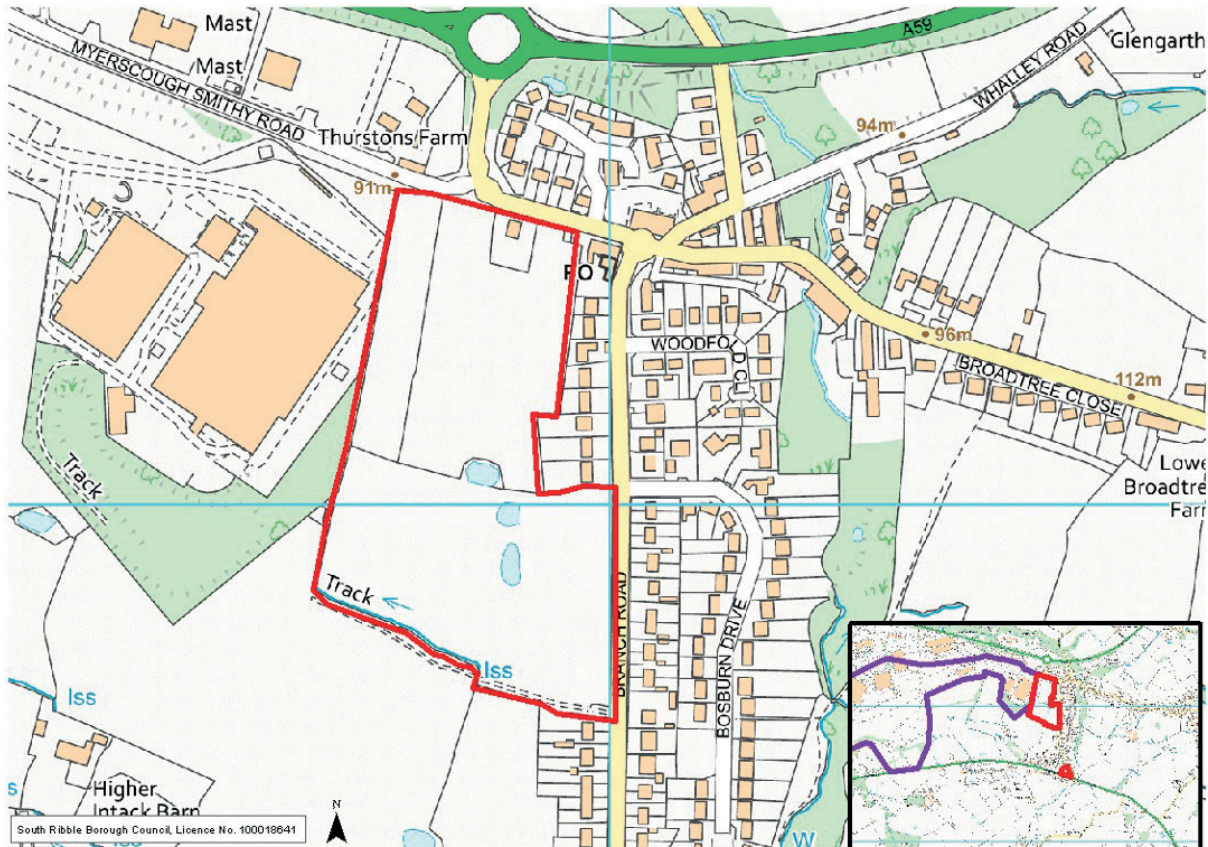 Mast
A59
Mast
MYERSCOUGH SMITHY ROAD
WHALLEY ROAD
Glengarth
Thurstons Farm
94m
91m
PO
WOODFOLD CL
96m
BROADTREE CLOSE
112m
Track
Lowe
Broadtre
Farr
Track
BRANCH ROAD
BOSBURN DRIVE
Iss
Iss
Higher
Intack Barn
s
Iss
N
W
South Ribble Borough Council, Licence No. 100018641